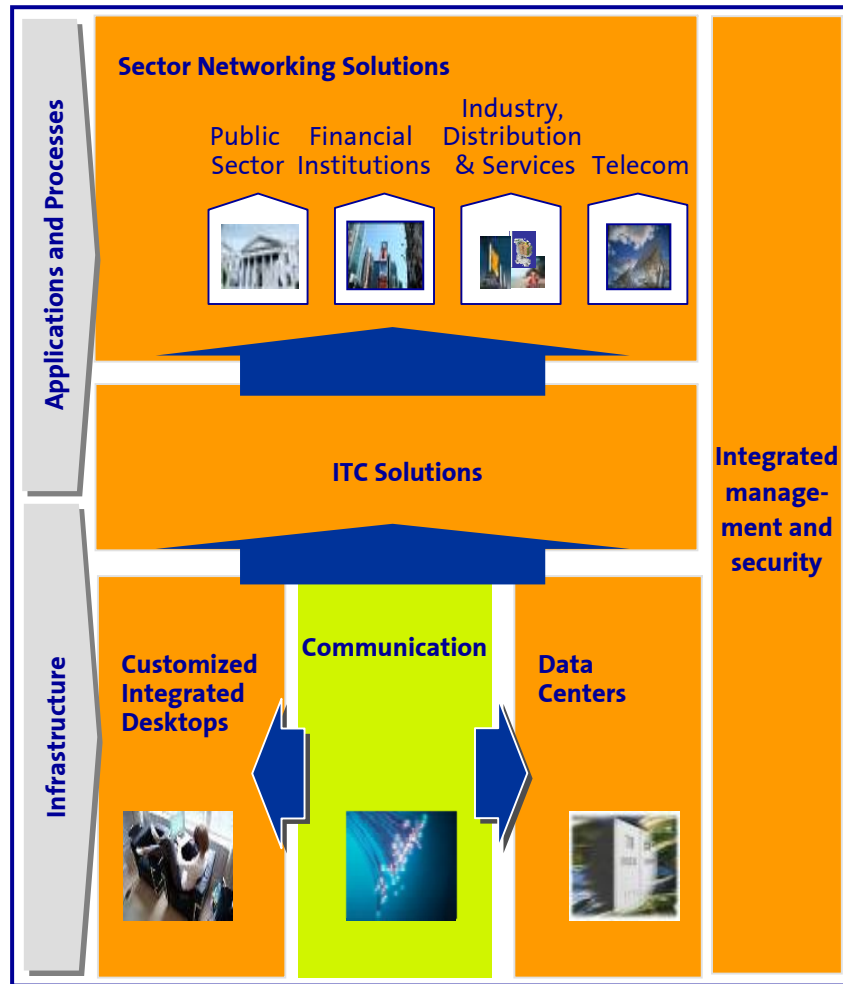 Applications and Processes
Sector Networking Solutions
Public
Sector
Financial
Institutions
Industry,
Distribution
& Services
Telecom
ITC Solutions
Integrated
manage-
ment and
security
Infrastructure
Customized
Integrated
Desktops
Communication
Data
Centers